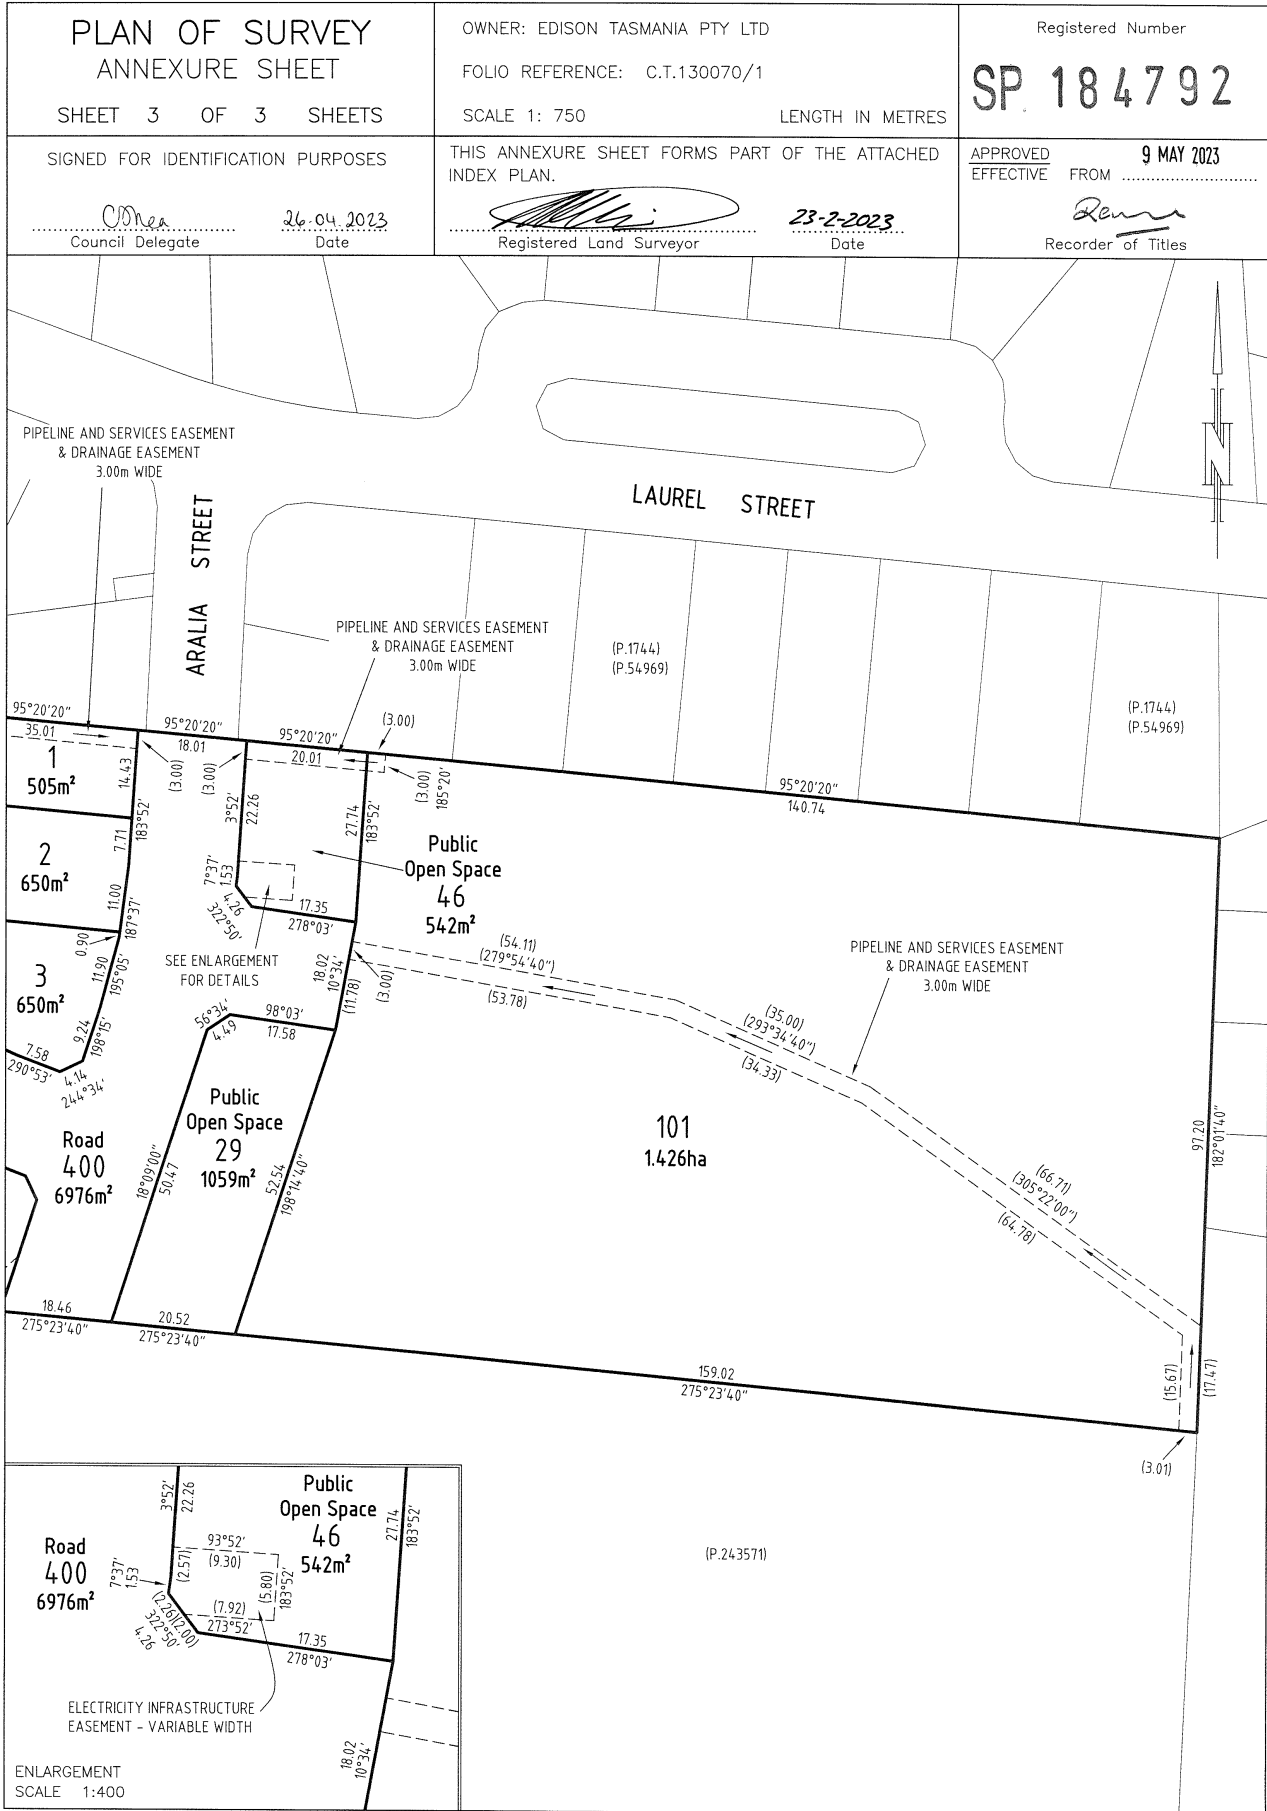 PLAN OF SURVEY
ANNEXURE SHEET
SHEET 3 OF 3 SHEETS
OWNER: EDISON TASMANIA PTY LTD
FOLIO REFERENCE: C.T.130070/1
SCALE 1: 750 LENGTH IN METRES
Registered Number
SP 184792
SIGNED FOR IDENTIFICATION PURPOSES
26.04.2023
Council Delegate Date
THIS ANNEXURE SHEET FORMS PART OF THE ATTACHED
INDEX PLAN.
23-2-2023
Registered Land Surveyor Date
APPROVED 9 MAY 2023
EFFECTIVE FROM
Recorder of Titles
N
PIPELINE AND SERVICES EASEMENT
& DRAINAGE EASEMENT
3.00m WIDE
ARALIA STREET
LAUREL STREET
PIPELINE AND SERVICES EASEMENT
& DRAINAGE EASEMENT
3.00m WIDE
(P.1744)
(P.54969)
(P.1744)
(P.54969)
95°20'20"
35.01
95°20'20"
18.01
95°20'20"
20.01
(3.00)
(3.00)
(3.00)
(3.00)
185°20'
95°20'20"
140.74
1
505m²
14.43
183°52'
3°52'
22.26
27.74
183°52'
2
650m²
7.71
11.00
187°37'
7°37'
1.53
4.26
322°50'
17.35
278°03'
Public
Open Space
46
542m²
3
650m²
0.90
11.90
195°05'
9.24
198°15'
7.58
290°53'
4.14
244°34'
SEE ENLARGEMENT
FOR DETAILS
18.02
10°34'
(11.78)
(3.00)
(54.11)
(279°54'40")
(53.78)
PIPELINE AND SERVICES EASEMENT
& DRAINAGE EASEMENT
3.00m WIDE
(35.00)
(293°34'40")
(34.33)
56°34'
4.49
98°03'
17.58
Public
Open Space
29
1059m²
Road
400
6976m²
18°09'00"
50.47
52.54
198°14'40"
101
1.426ha
97.20
182°01'40"
(66.71)
(305°22'00")
(64.78)
18.46
275°23'40"
20.52
275°23'40"
159.02
275°23'40"
(15.67)
(17.47)
(3.01)
(P.243571)
Public
Open Space
46
542m²
3°52'
22.26
27.74
183°52'
Road
400
6976m²
7°37'
1.53
93°52'
(9.30)
(2.57)
(5.80)
183°52'
(7.92)
273°52'
(2.26)(2.00)
322°50'
4.26
17.35
278°03'
ELECTRICITY INFRASTRUCTURE
EASEMENT - VARIABLE WIDTH
18.02
10°34'
ENLARGEMENT
SCALE 1:400